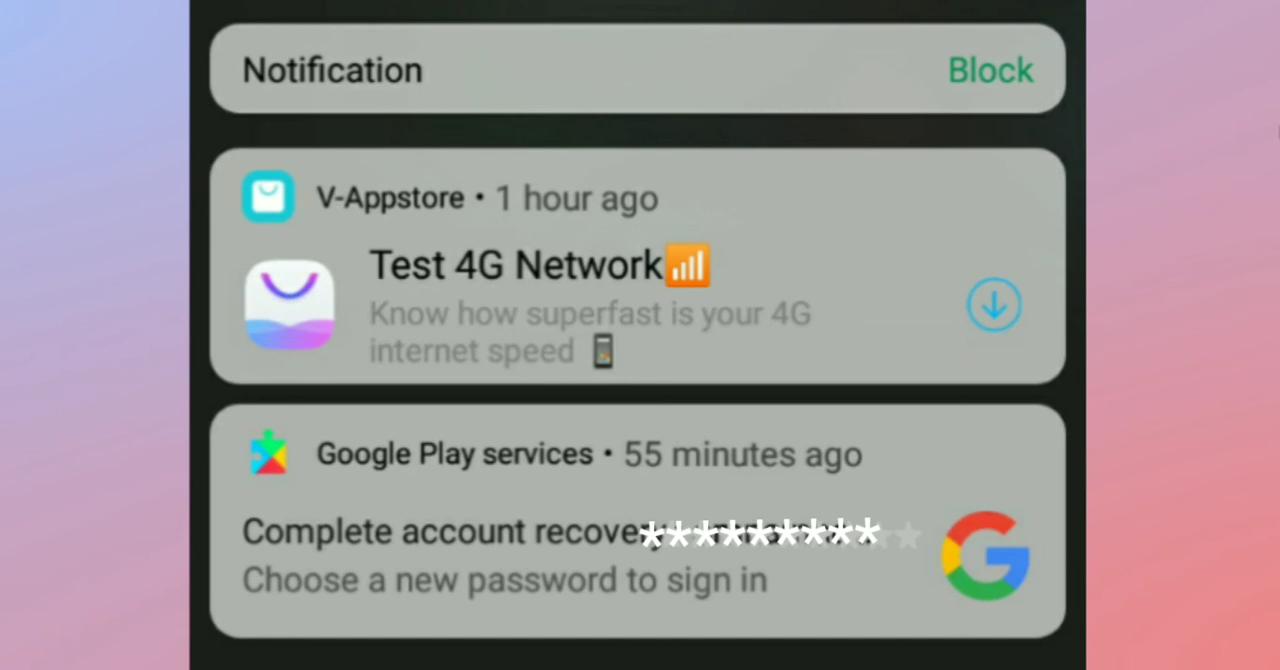 Notification
Block
V-Appstore • 1 hour ago
Test 4G Network📶
Know how superfast is your 4G
internet speed 📱
Google Play services • 55 minutes ago
Complete account *********
Choose a new password to sign in